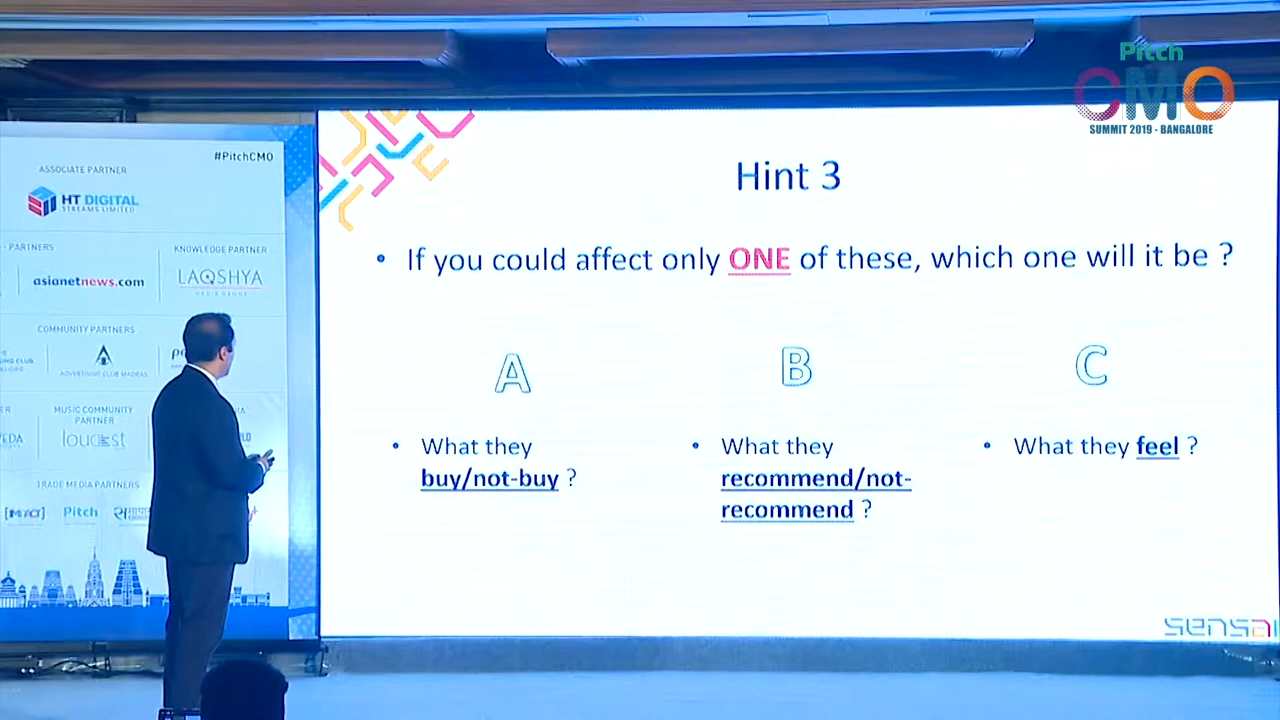 Pitch
CMO
SUMMIT 2019 - BANGALORE
#PitchCMO
ASSOCIATE PARTNER
HT DIGITAL
STREAMS LIMITED
- PARTNERS
KNOWLEDGE PARTNER
asianetnews.com
LAQSHYA
MEDIA GROUP
COMMUNITY PARTNERS
ADVERTISING CLUB MADRAS
MUSIC COMMUNITY
PARTNER
loudest
TRADE MEDIA PARTNERS
[IMPACT]
Pitch
Hint 3
• If you could affect only ONE of these, which one will it be ?
A
B
C
• What they
buy/not-buy ?
• What they
recommend/not-
recommend ?
• What they feel ?